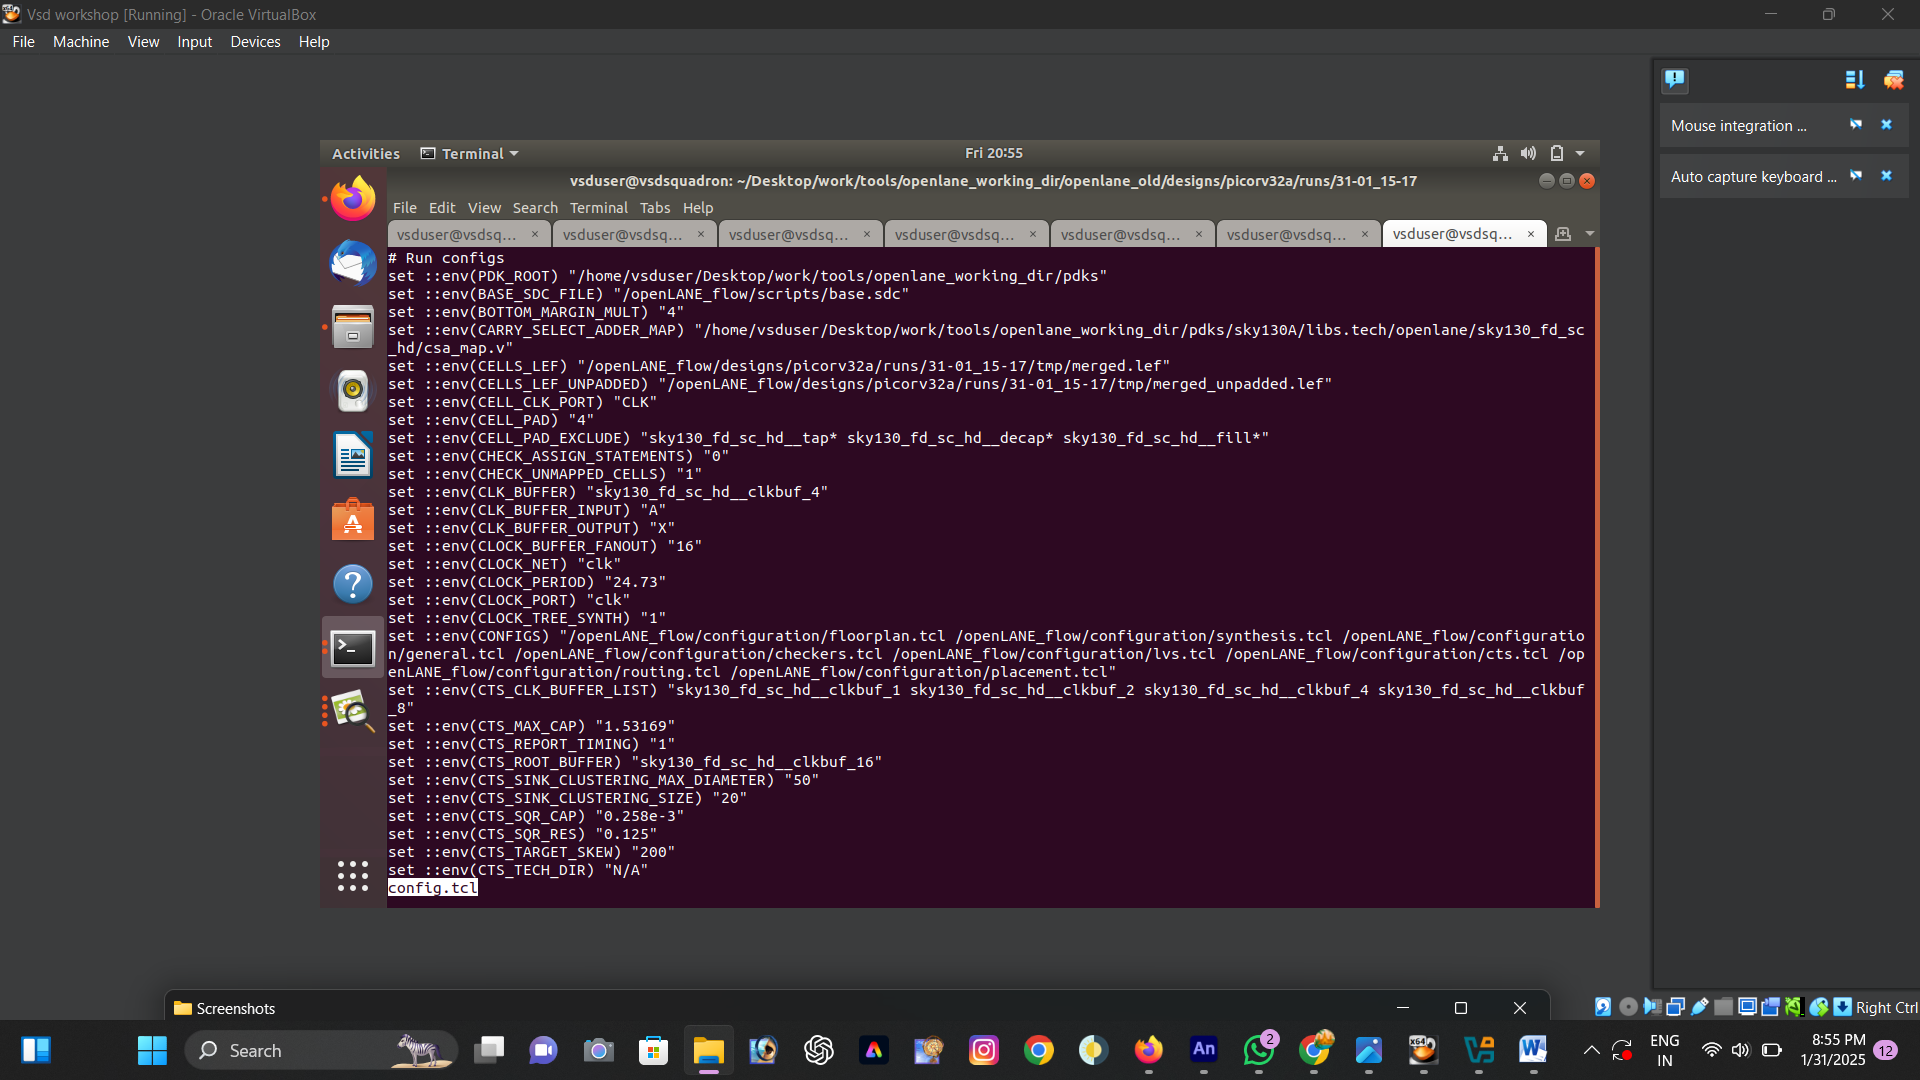 Vsd workshop [Running] - Oracle VirtualBox
File Machine View Input Devices Help
Mouse integration ...
Auto capture keyboard ...
Activities Terminal Fri 20:55
vsduser@vsdsquadron: ~/Desktop/work/tools/openlane_working_dir/openlane_old/designs/picorv32a/runs/31-01_15-17
File Edit View Search Terminal Tabs Help
vsduser@vsdsq... vsduser@vsdsq... vsduser@vsdsq... vsduser@vsdsq... vsduser@vsdsq... vsduser@vsdsq... vsduser@vsdsq...
# Run configs
set ::env(PDK_ROOT) "/home/vsduser/Desktop/work/tools/openlane_working_dir/pdks"
set ::env(BASE_SDC_FILE) "/openLANE_flow/scripts/base.sdc"
set ::env(BOTTOM_MARGIN_MULT) "4"
set ::env(CARRY_SELECT_ADDER_MAP) "/home/vsduser/Desktop/work/tools/openlane_working_dir/pdks/sky130A/libs.tech/openlane/sky130_fd_sc
_hd/csa_map.v"
set ::env(CELLS_LEF) "/openLANE_flow/designs/picorv32a/runs/31-01_15-17/tmp/merged.lef"
set ::env(CELLS_LEF_UNPADDED) "/openLANE_flow/designs/picorv32a/runs/31-01_15-17/tmp/merged_unpadded.lef"
set ::env(CELL_CLK_PORT) "CLK"
set ::env(CELL_PAD) "4"
set ::env(CELL_PAD_EXCLUDE) "sky130_fd_sc_hd__tap* sky130_fd_sc_hd__decap* sky130_fd_sc_hd__fill*"
set ::env(CHECK_ASSIGN_STATEMENTS) "0"
set ::env(CHECK_UNMAPPED_CELLS) "1"
set ::env(CLK_BUFFER) "sky130_fd_sc_hd__clkbuf_4"
set ::env(CLK_BUFFER_INPUT) "A"
set ::env(CLK_BUFFER_OUTPUT) "X"
set ::env(CLOCK_BUFFER_FANOUT) "16"
set ::env(CLOCK_NET) "clk"
set ::env(CLOCK_PERIOD) "24.73"
set ::env(CLOCK_PORT) "clk"
set ::env(CLOCK_TREE_SYNTH) "1"
set ::env(CONFIGS) "/openLANE_flow/configuration/floorplan.tcl /openLANE_flow/configuration/synthesis.tcl /openLANE_flow/configuratio
n/general.tcl /openLANE_flow/configuration/checkers.tcl /openLANE_flow/configuration/lvs.tcl /openLANE_flow/configuration/cts.tcl /op
enLANE_flow/configuration/routing.tcl /openLANE_flow/configuration/placement.tcl"
set ::env(CTS_CLK_BUFFER_LIST) "sky130_fd_sc_hd__clkbuf_1 sky130_fd_sc_hd__clkbuf_2 sky130_fd_sc_hd__clkbuf_4 sky130_fd_sc_hd__clkbuf
_8"
set ::env(CTS_MAX_CAP) "1.53169"
set ::env(CTS_REPORT_TIMING) "1"
set ::env(CTS_ROOT_BUFFER) "sky130_fd_sc_hd__clkbuf_16"
set ::env(CTS_SINK_CLUSTERING_MAX_DIAMETER) "50"
set ::env(CTS_SINK_CLUSTERING_SIZE) "20"
set ::env(CTS_SQR_CAP) "0.258e-3"
set ::env(CTS_SQR_RES) "0.125"
set ::env(CTS_TARGET_SKEW) "200"
set ::env(CTS_TECH_DIR) "N/A"
config.tcl
Screenshots
Right Ctrl
Search
An
2
ENG
IN
8:55 PM
1/31/2025
12